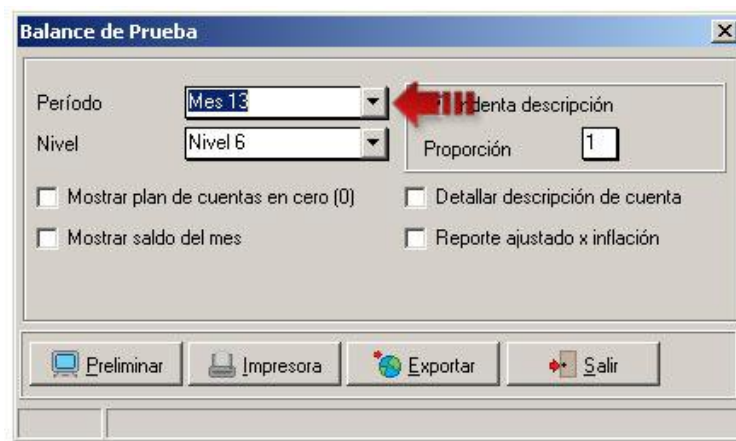 Balance de Prueba
Período Mes 13
Indenta descripción
Nivel Nivel 6
Proporción 1
Mostrar plan de cuentas en cero (0) Detallar descripción de cuenta
Mostrar saldo del mes Reporte ajustado x inflación
Preliminar Impresora Exportar Salir